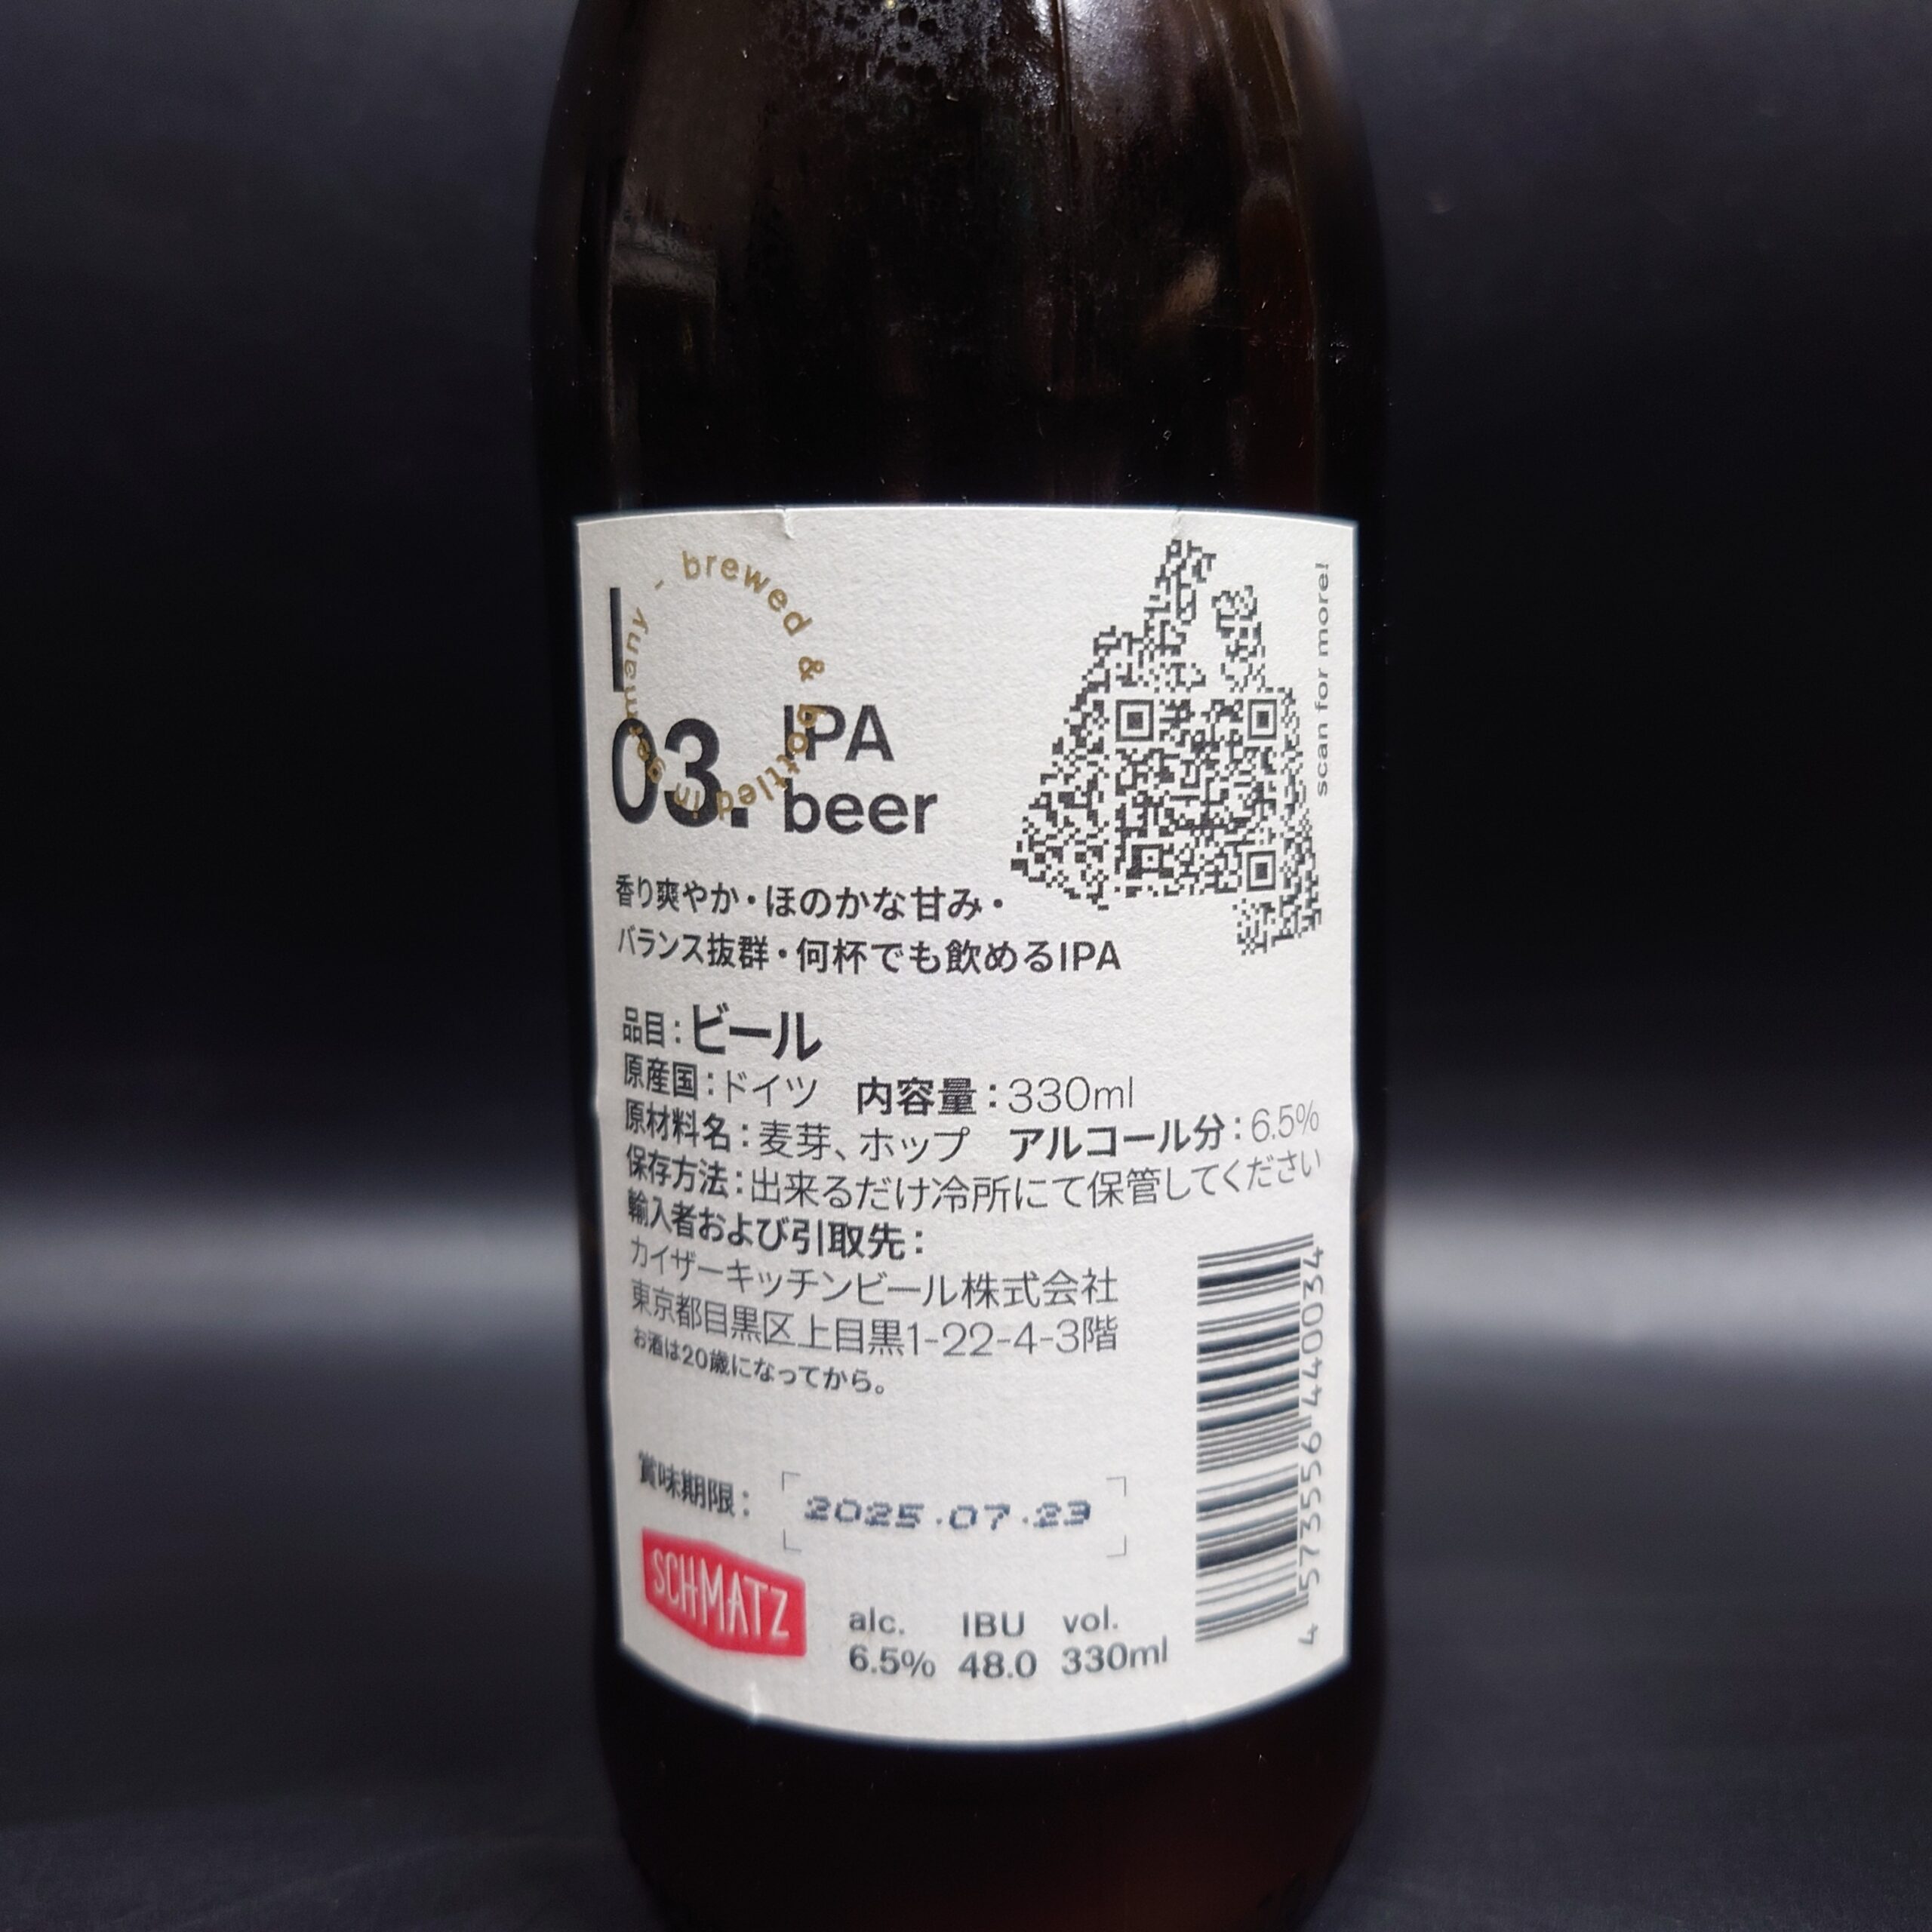 - brewed & bottled in germany
I
03. IPA
beer
scan for more!
香り爽やか・ほのかな甘み・
バランス抜群・何杯でも飲めるIPA
品目：ビール
原産国：ドイツ　内容量：330ml
原材料名：麦芽、ホップ　アルコール分：6.5%
保存方法：出来るだけ冷所にて保管してください
輸入者および引取先：
カイザーキッチンビール株式会社
東京都目黒区上目黒1-22-4-3階
お酒は20歳になってから。
賞味期限：2025.07.23
SCHMATZ
alc. IBU vol.
6.5% 48.0 330ml
4 573556 440034